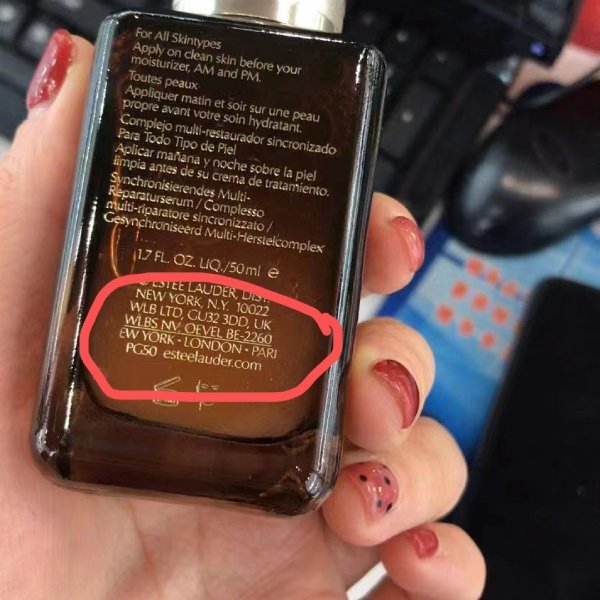 For All Skintypes
Apply on clean skin before your
moisturizer, AM and PM.
Toutes peaux
Appliquer matin et soir sur une peau
propre avant votre soin hydratant.
Complejo multi-restaurador sincronizado
Para Todo Tipo de Piel
Aplicar mañana y noche sobre la piel
limpia antes de su crema de tratamiento.
Synchronisierendes Multi-
Reparaturserum / Complesso
multi-riparatore sincronizzato /
Gesynchroniseerd Multi-Herstelcomplex
1.7 FL. OZ. LIQ./50 ml e
ESTEE LAUDER, DIST.
NEW YORK, N.Y. 10022
WLB LTD, GU32 3DD, UK
WLBS NV OEVEL BE-2260
EW YORK • LONDON • PARI
PG50 esteelauder.com